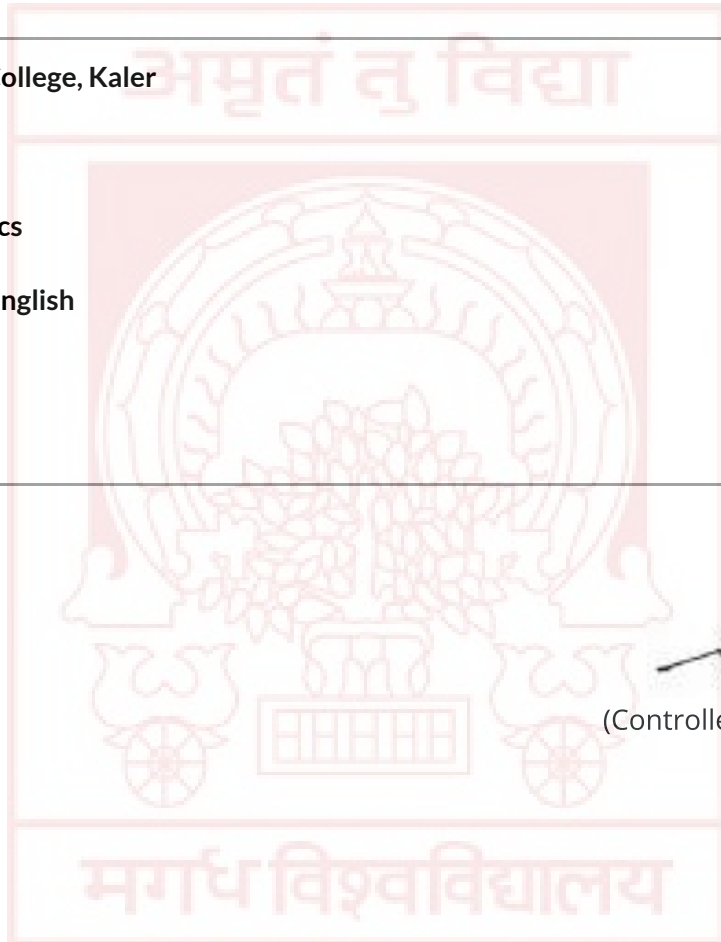 अमृतं तु विद्या
ollege, Kaler
cs
nglish
(Controlle
मगध विश्वविद्यालय